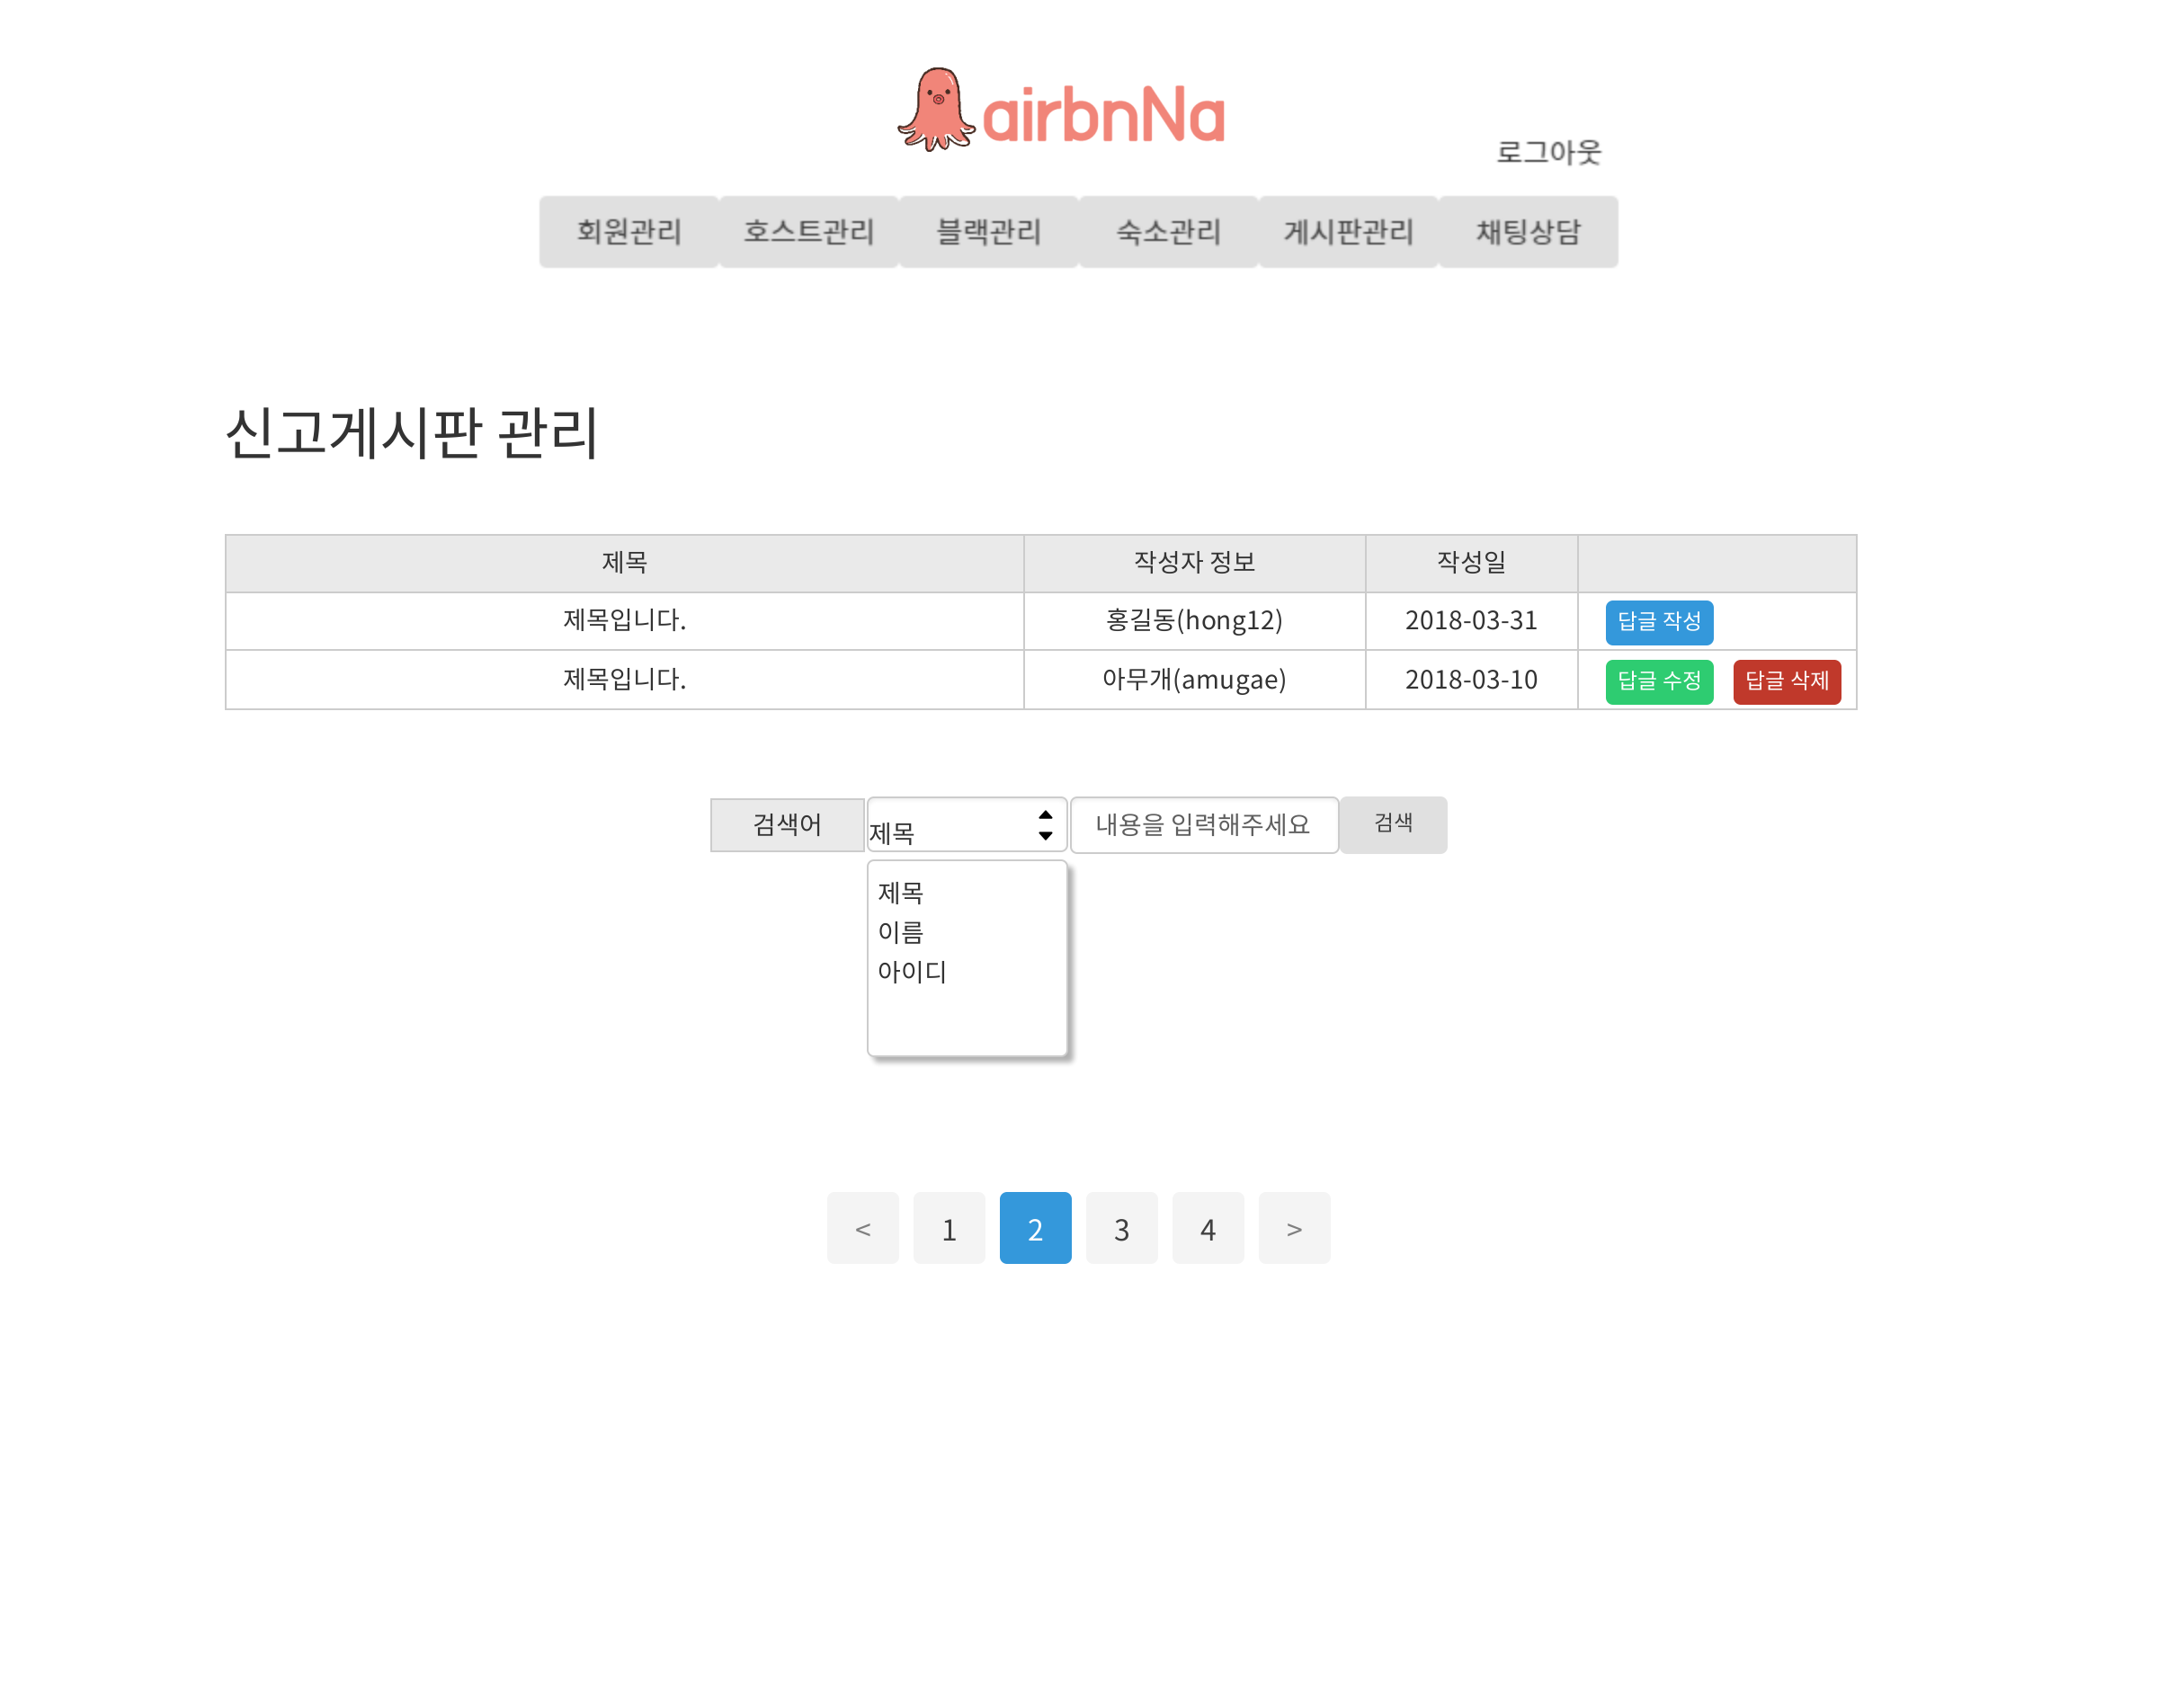 airbnNa
로그아웃
회원관리 호스트관리 블랙관리 숙소관리 게시판관리 채팅상담
신고게시판 관리
제목 작성자 정보 작성일
제목입니다. 홍길동(hong12) 2018-03-31 답글 작성
제목입니다. 아무개(amugae) 2018-03-10 답글 수정 답글 삭제
검색어 제목 내용을 입력해주세요 검색
제목
이름
아이디
< 1 2 3 4 >